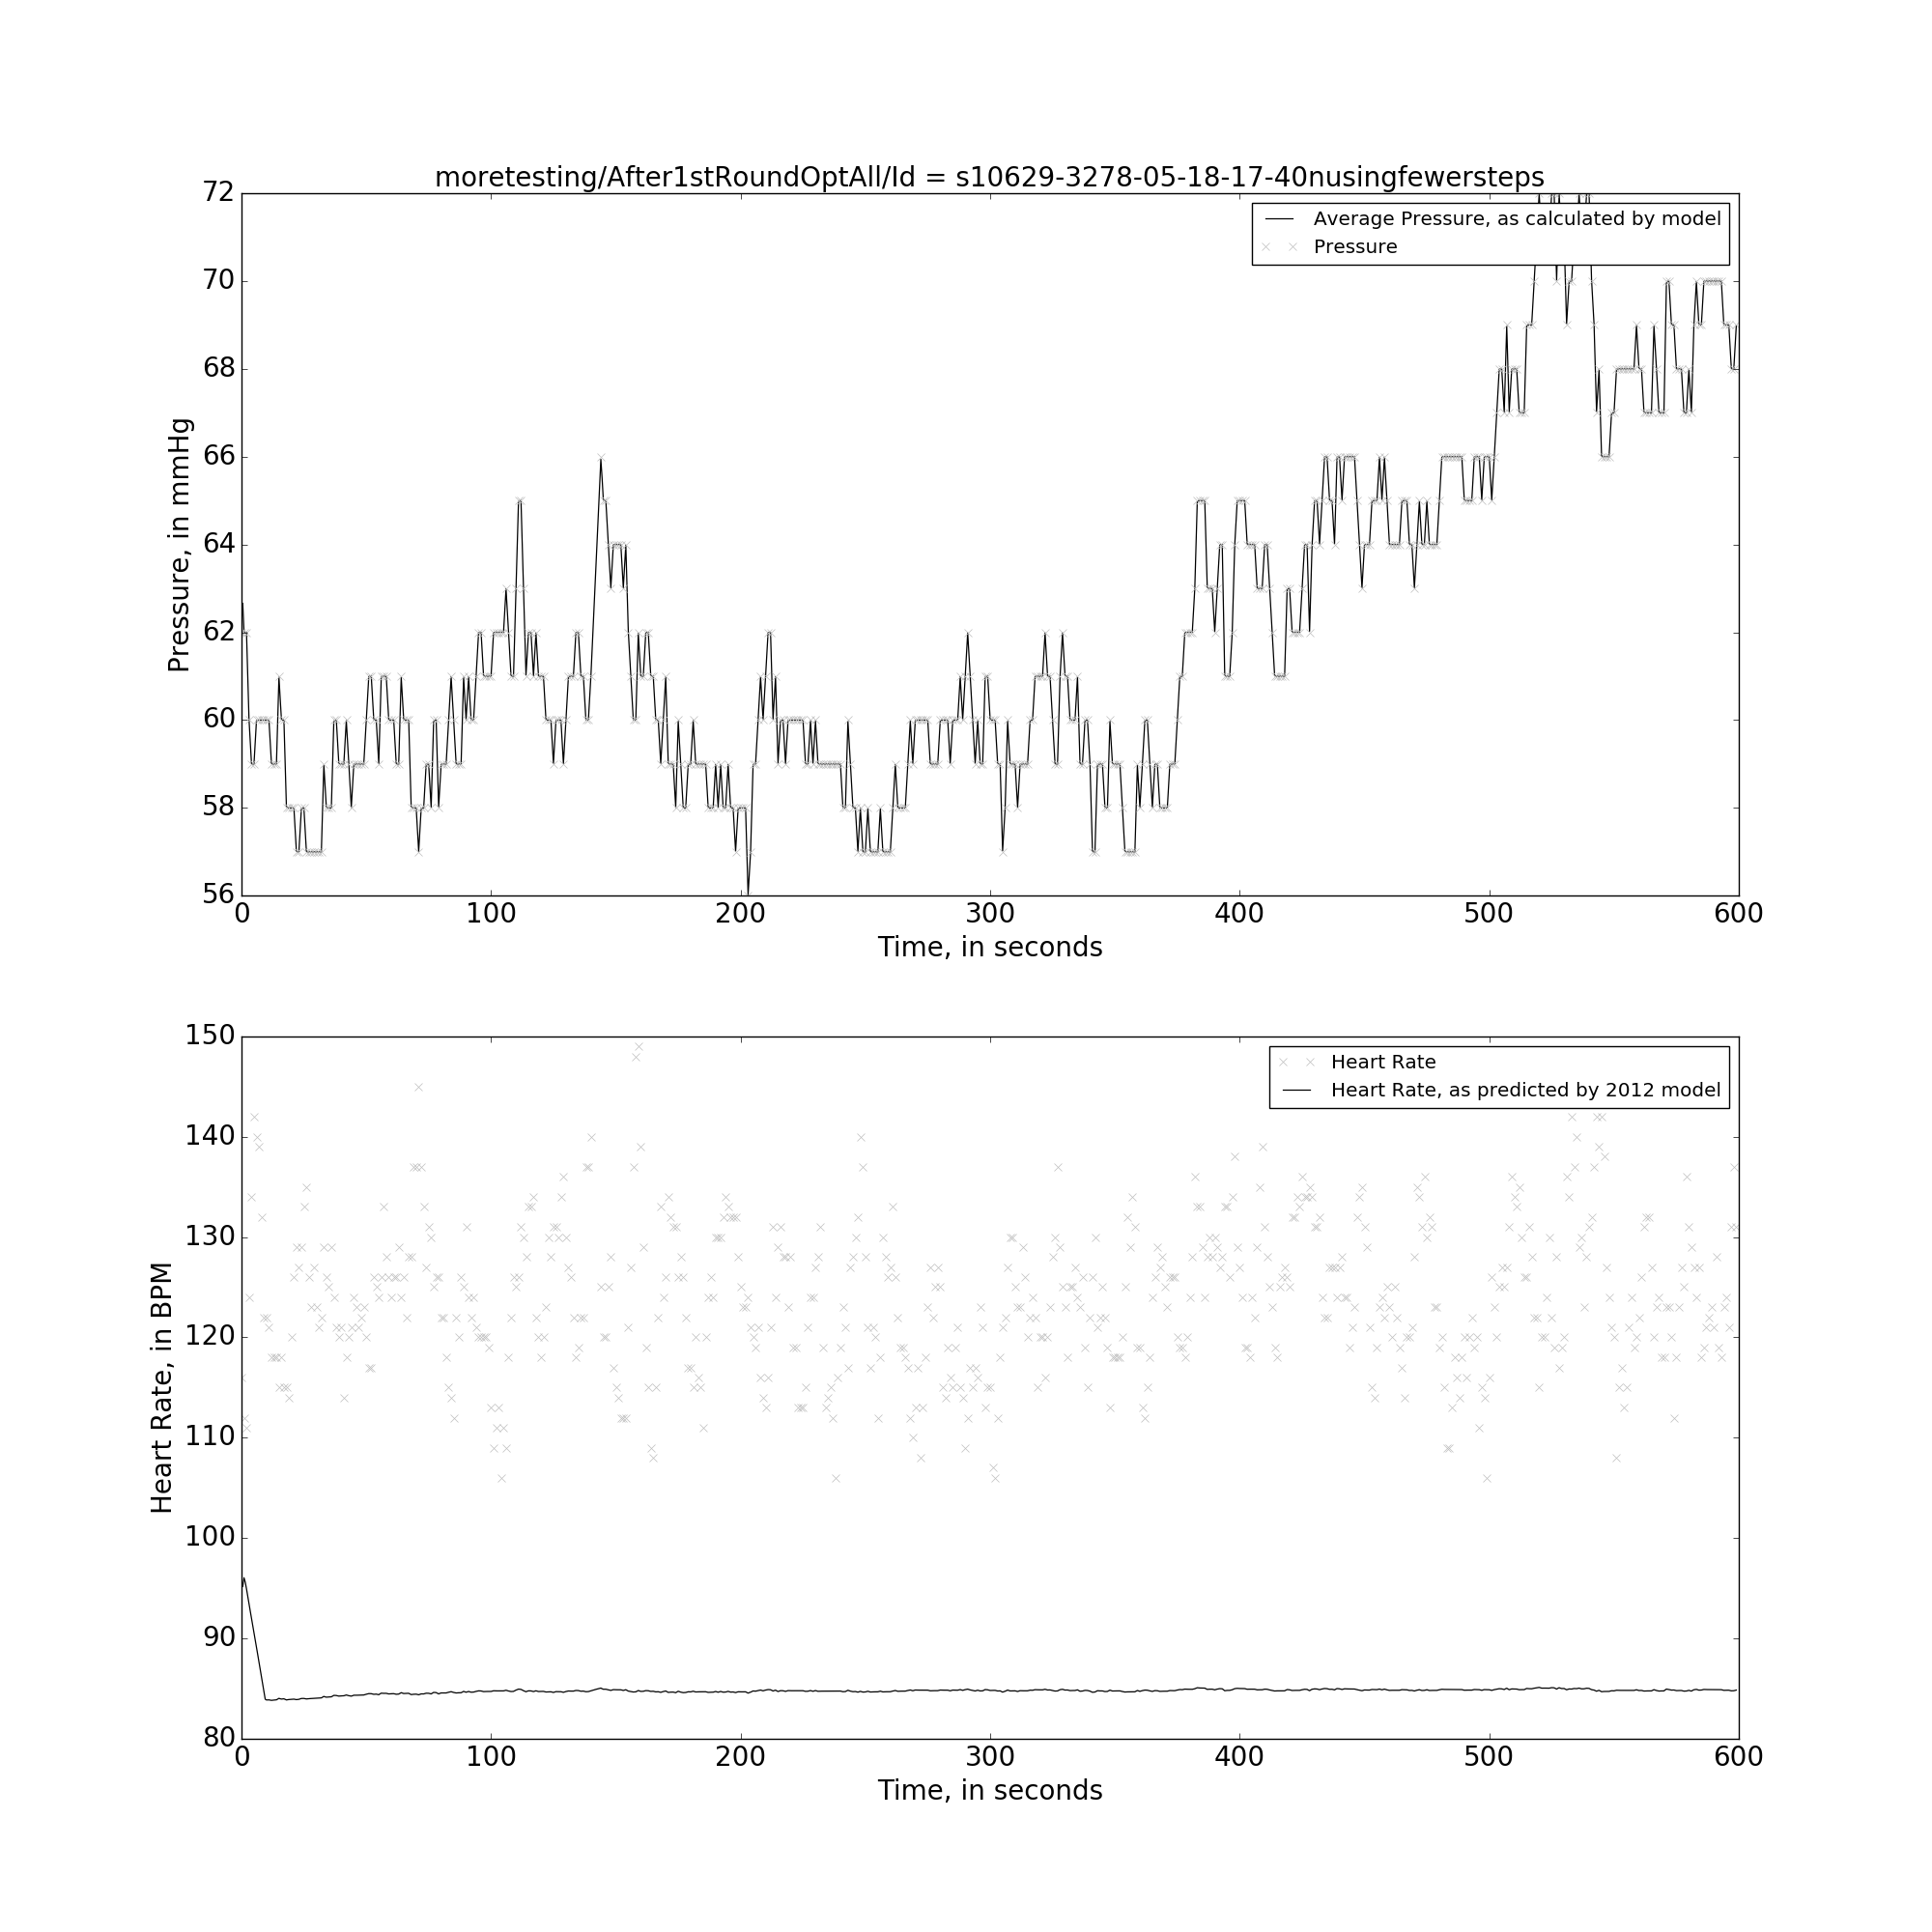 moretesting/After1stRoundOptAll/Id = s10629-3278-05-18-17-40nusingfewersteps
72
70
68
66
64
62
60
58
56
Pressure, in mmHg
Average Pressure, as calculated by model
Pressure
0 100 200 300 400 500 600
Time, in seconds
150
140
130
120
110
100
90
80
Heart Rate, in BPM
Heart Rate
Heart Rate, as predicted by 2012 model
0 100 200 300 400 500 600
Time, in seconds